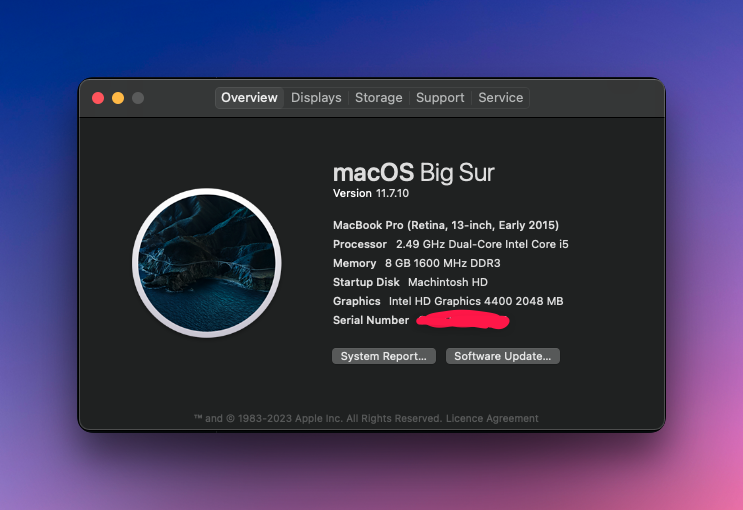 Overview Displays Storage Support Service
macOS Big Sur
Version 11.7.10
MacBook Pro (Retina, 13-inch, Early 2015)
Processor 2.49 GHz Dual-Core Intel Core i5
Memory 8 GB 1600 MHz DDR3
Startup Disk Machintosh HD
Graphics Intel HD Graphics 4400 2048 MB
Serial Number
System Report... Software Update...
™ and © 1983-2023 Apple Inc. All Rights Reserved. Licence Agreement